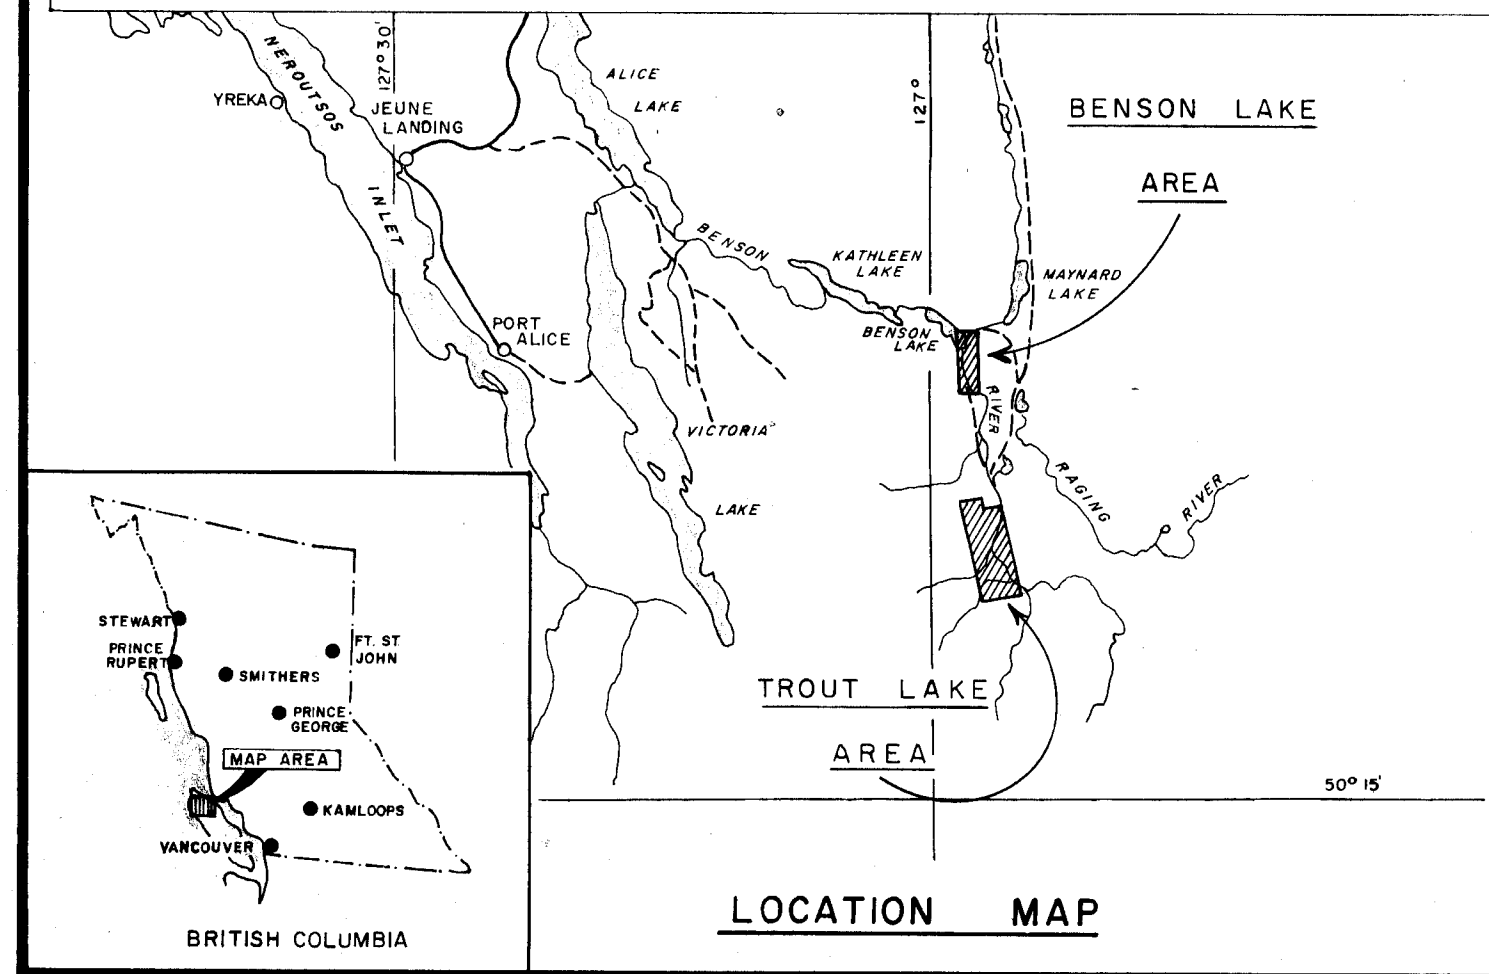 NEROUTSOS
INLET
YREKA
127° 30'
JEUNE
LANDING
ALICE
LAKE
127°
BENSON LAKE
AREA
BENSON
KATHLEEN
LAKE
MAYNARD
LAKE
BENSON
LAKE
PORT
ALICE
RIVER
VICTORIA
LAKE
RAGING
RIVER
TROUT LAKE
AREA
50° 15'
STEWART
PRINCE
RUPERT
SMITHERS
FT. ST.
JOHN
PRINCE
GEORGE
MAP AREA
KAMLOOPS
VANCOUVER
BRITISH COLUMBIA
LOCATION MAP